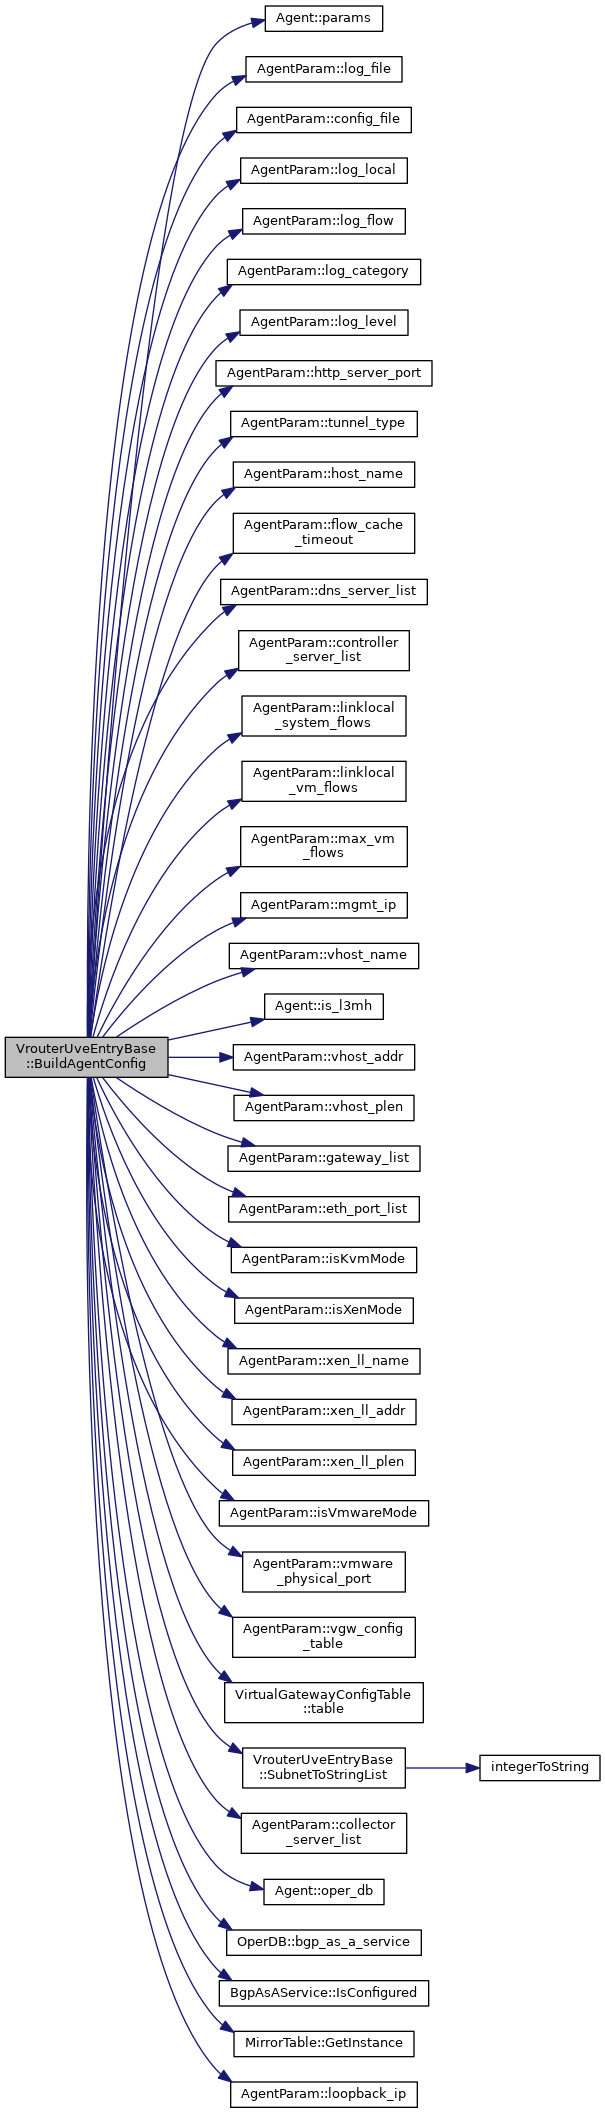 Agent::params
AgentParam::log_file
AgentParam::config_file
AgentParam::log_local
AgentParam::log_flow
AgentParam::log_category
AgentParam::log_level
AgentParam::http_server_port
AgentParam::tunnel_type
AgentParam::host_name
AgentParam::flow_cache
_timeout
AgentParam::dns_server_list
AgentParam::controller
_server_list
AgentParam::linklocal
_system_flows
AgentParam::linklocal
_vm_flows
AgentParam::max_vm
_flows
AgentParam::mgmt_ip
AgentParam::vhost_name
Agent::is_l3mh
VrouterUveEntryBase
::BuildAgentConfig
AgentParam::vhost_addr
AgentParam::vhost_plen
AgentParam::gateway_list
AgentParam::eth_port_list
AgentParam::isKvmMode
AgentParam::isXenMode
AgentParam::xen_ll_name
AgentParam::xen_ll_addr
AgentParam::xen_ll_plen
AgentParam::isVmwareMode
AgentParam::vmware
_physical_port
AgentParam::vgw_config
_table
VirtualGatewayConfigTable
::table
VrouterUveEntryBase
::SubnetToStringList
integerToString
AgentParam::collector
_server_list
Agent::oper_db
OperDB::bgp_as_a_service
BgpAsAService::IsConfigured
MirrorTable::GetInstance
AgentParam::loopback_ip